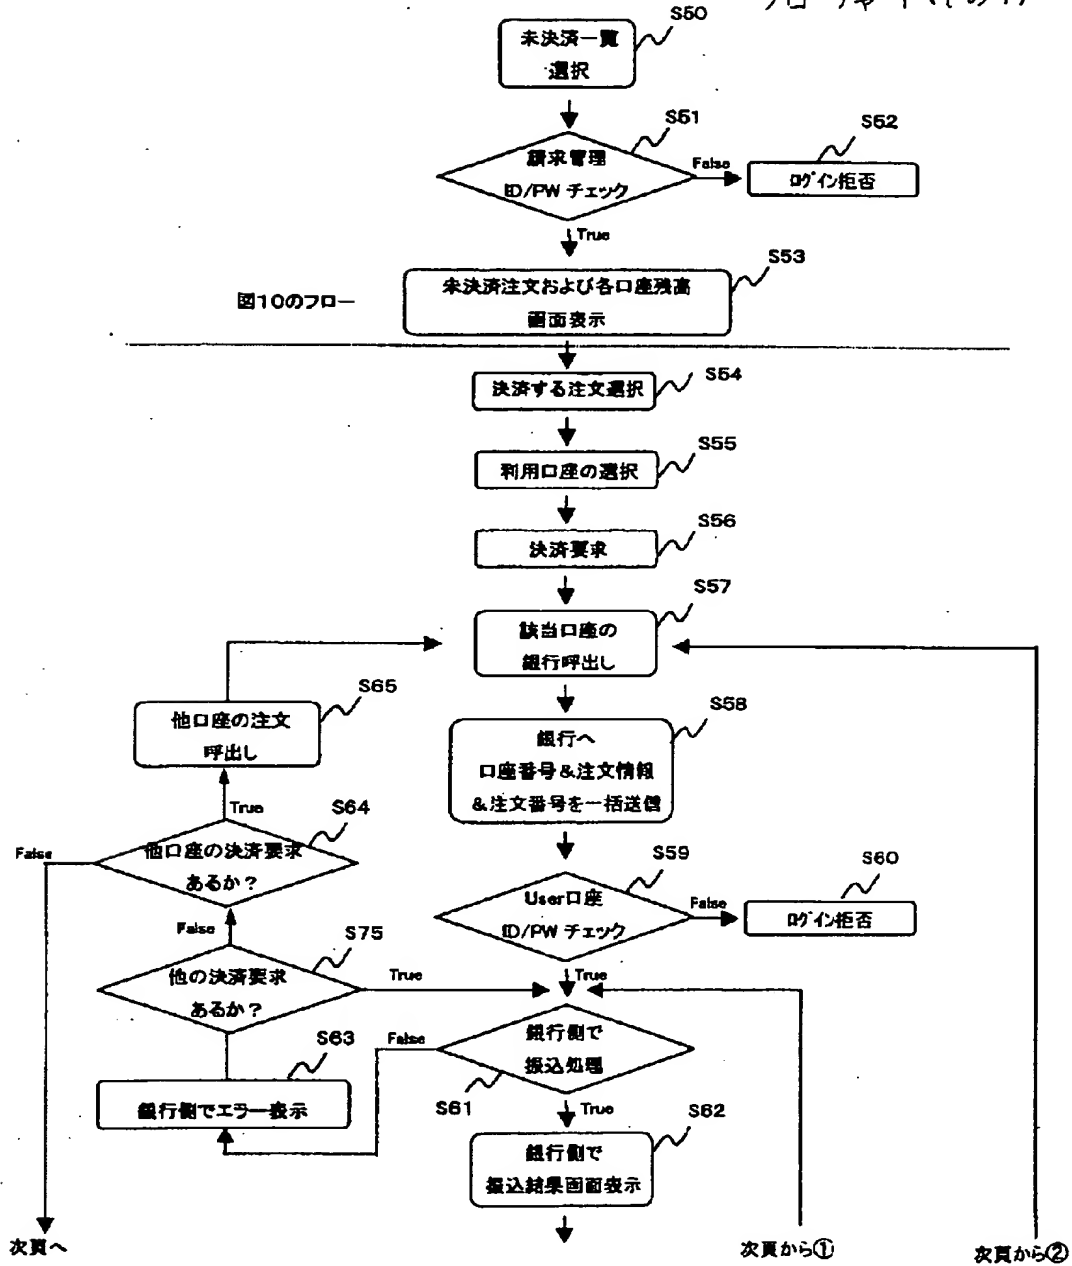 S50
未決済一覧
選択
S51
請求管理
ID/PW チェック
False
S52
ログイン拒否
True
S53
未決済注文および各口座残高
画面表示
図10のフロー
S54
決済する注文選択
S55
利用口座の選択
S56
決済要求
S57
該当口座の
銀行呼出し
S65
他口座の注文
呼出し
S58
銀行へ
口座番号&注文情報
&注文番号を一括送信
True
S64
False
他口座の決済要求
あるか？
S59
User口座
ID/PW チェック
False
S60
ログイン拒否
False
S75
他の決済要求
あるか？
True
True
False
銀行側で
振込処理
S61
S63
銀行側でエラー表示
True
S62
銀行側で
振込結果画面表示
次頁へ
次頁から①
次頁から②